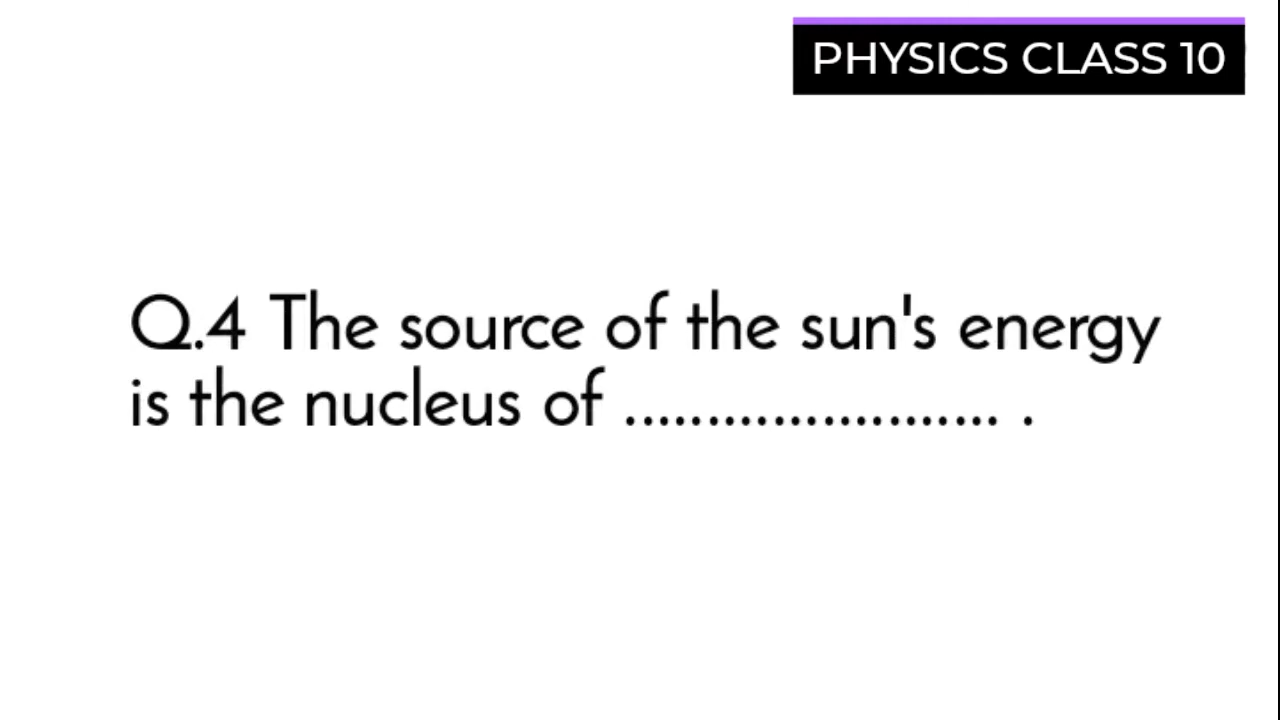 PHYSICS CLASS 10
Q.4 The source of the sun's energy
is the nucleus of ....................... .